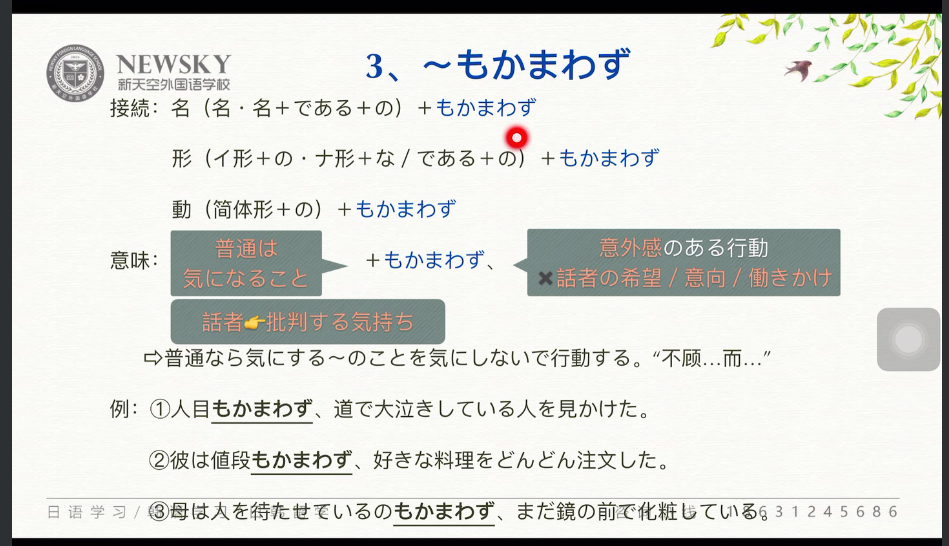 NEWSKY
新天空外国语学校
3、～もかまわず
接続：名（名・名＋である＋の）＋もかまわず
形（イ形＋の・ナ形＋な / である＋の）＋もかまわず
動（简体形＋の）＋もかまわず
意味：
普通は
気になること
＋もかまわず、
意外感のある行動
✖話者の希望 / 意向 / 働きかけ
話者👉批判する気持ち
⇨普通なら気にする～のことを気にしないで行動する。“不顾…而…”
例：①人目もかまわず、道で大泣きしている人を見かけた。
②彼は値段もかまわず、好きな料理をどんどん注文した。
③母は人を待たせているのもかまわず、まだ鏡の前で化粧している。
日语学习/
631245686